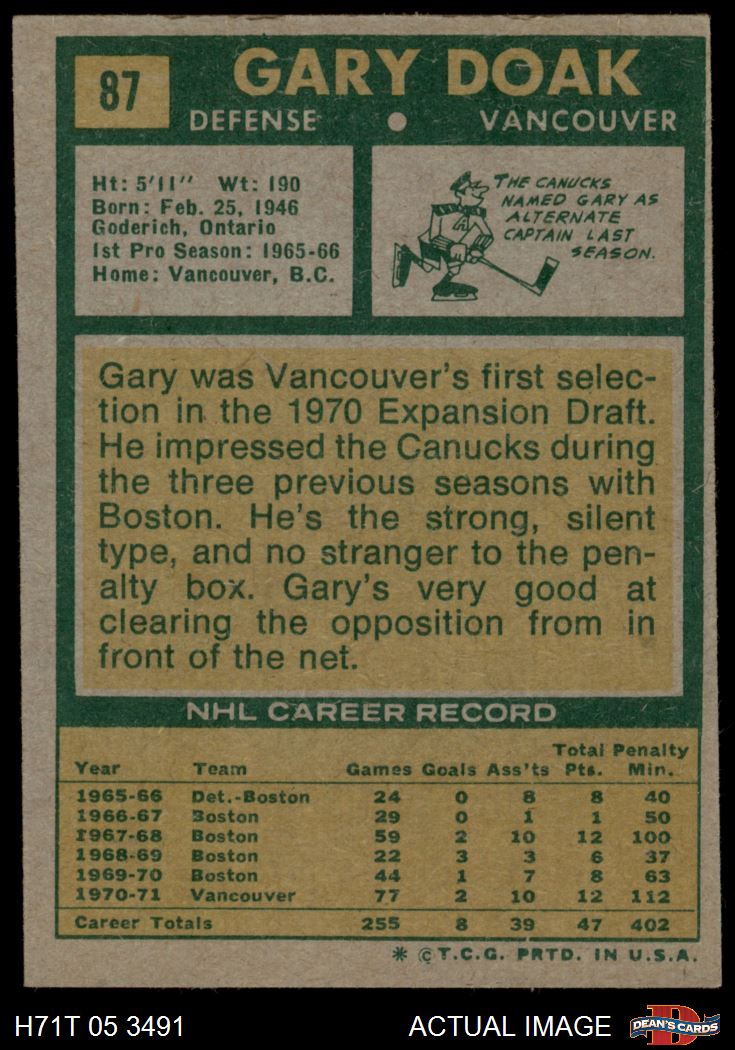 87
GARY DOAK
DEFENSE ● VANCOUVER
Ht: 5'11'' Wt: 190
Born: Feb. 25, 1946
Goderich, Ontario
1st Pro Season: 1965-66
Home: Vancouver, B.C.
A
THE CANUCKS
NAMED GARY AS
ALTERNATE
CAPTAIN LAST
SEASON.
Gary was Vancouver's first selec-
tion in the 1970 Expansion Draft.
He impressed the Canucks during
the three previous seasons with
Boston. He's the strong, silent
type, and no stranger to the pen-
alty box. Gary's very good at
clearing the opposition from in
front of the net.
NHL CAREER RECORD
Total Penalty
Year Team Games Goals Ass'ts Pts. Min.
1965-66 Det.-Boston 24 0 8 8 40
1966-67 Boston 29 0 1 1 50
1967-68 Boston 59 2 10 12 100
1968-69 Boston 22 3 3 6 37
1969-70 Boston 44 1 7 8 63
1970-71 Vancouver 77 2 10 12 112
Career Totals 255 8 39 47 402
* © T.C.G. PRTD. IN U.S.A.
H71T 05 3491 ACTUAL IMAGE D DEAN'S CARDS